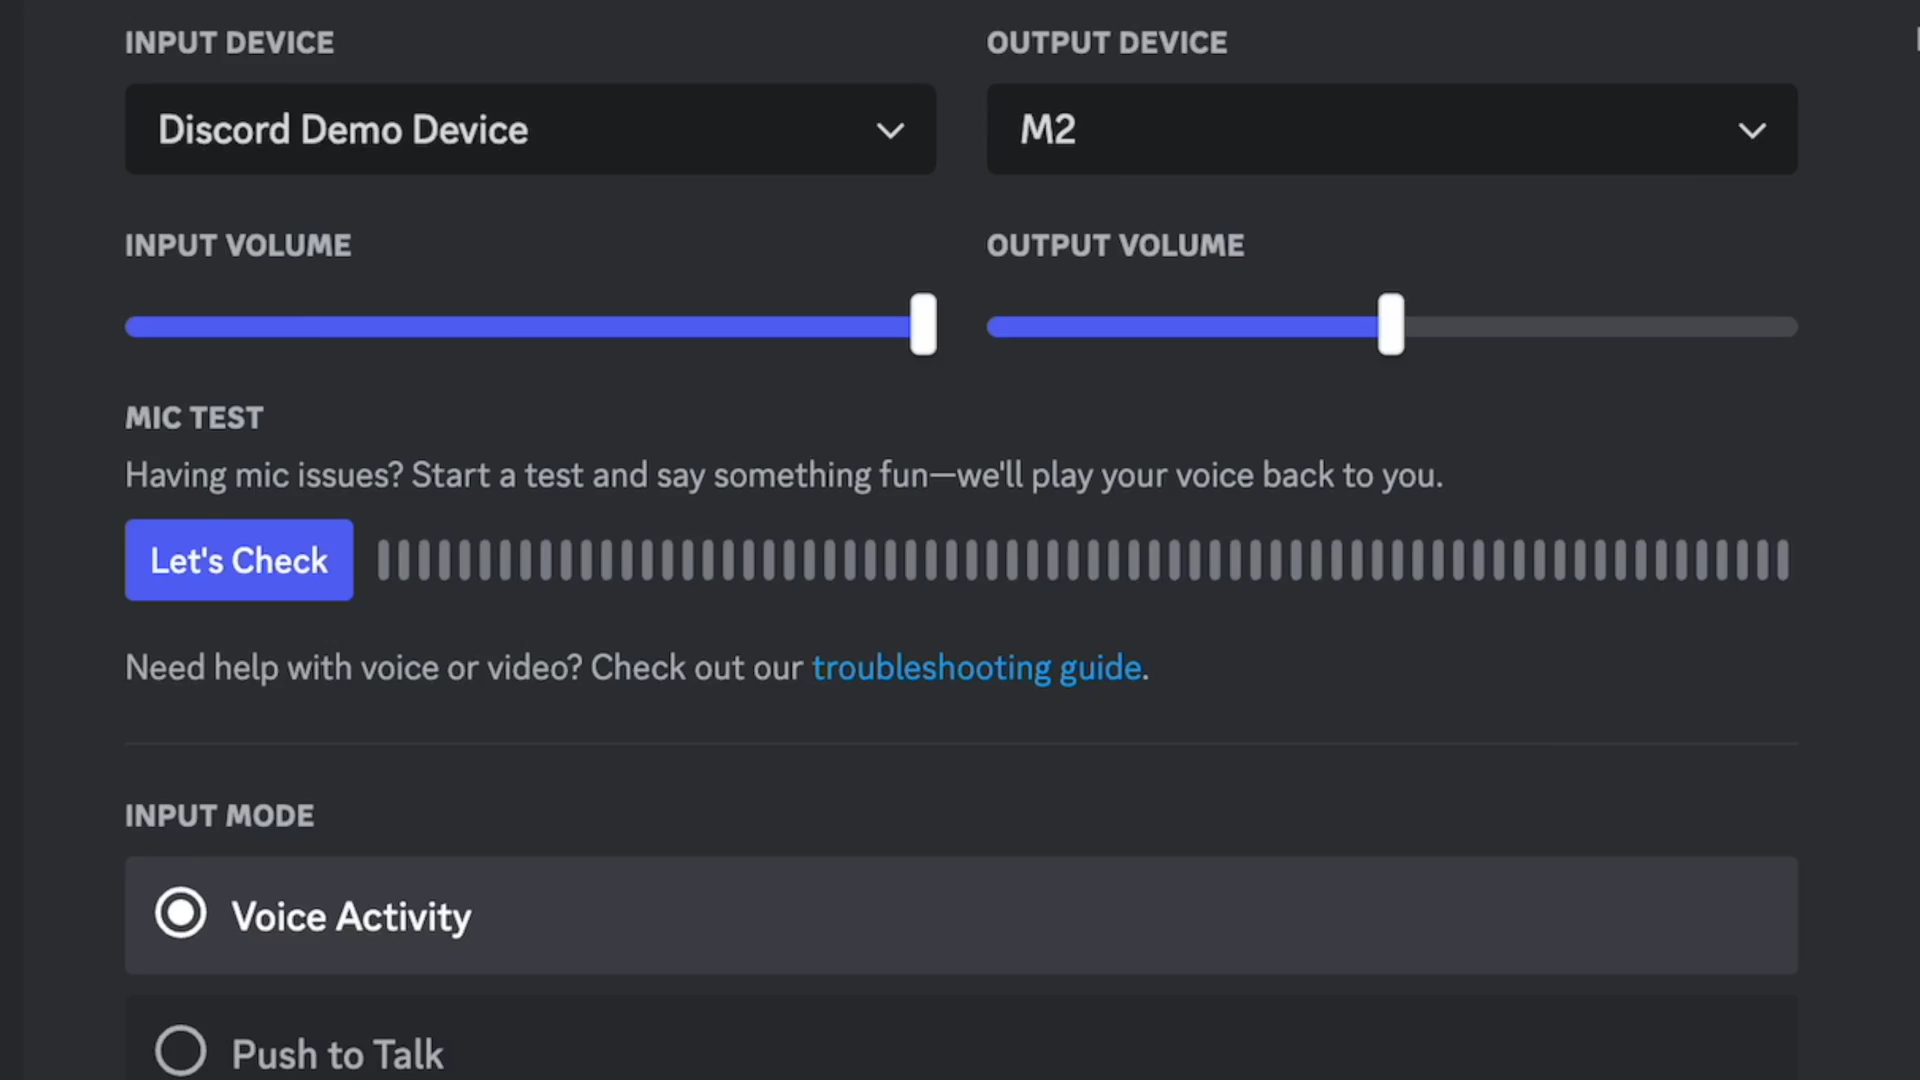 INPUT DEVICE
OUTPUT DEVICE
Discord Demo Device
M2
INPUT VOLUME
OUTPUT VOLUME
MIC TEST
Having mic issues? Start a test and say something fun—we'll play your voice back to you.
Let's Check
Need help with voice or video? Check out our troubleshooting guide.
INPUT MODE
Voice Activity
Push to Talk